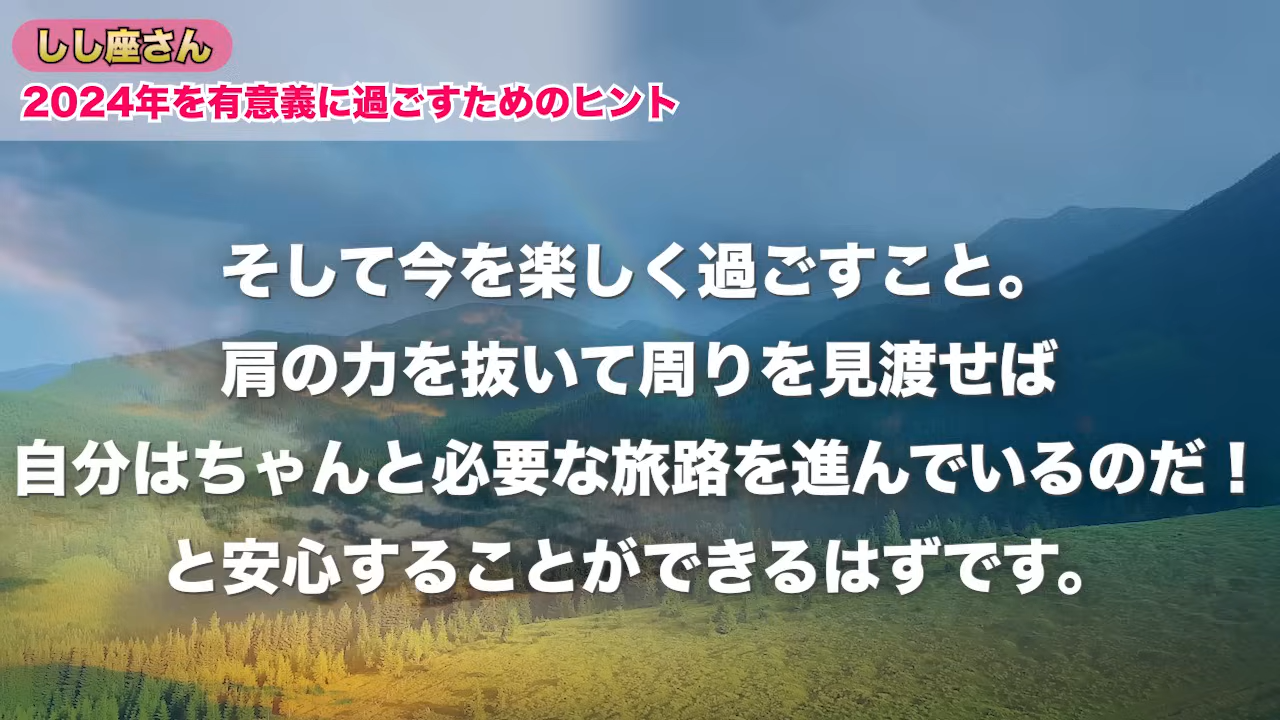 しし座さん
2024年を有意義に過ごすためのヒント
そして今を楽しく過ごすこと。
肩の力を抜いて周りを見渡せば
自分はちゃんと必要な旅路を進んでいるのだ！
と安心することができるはずです。